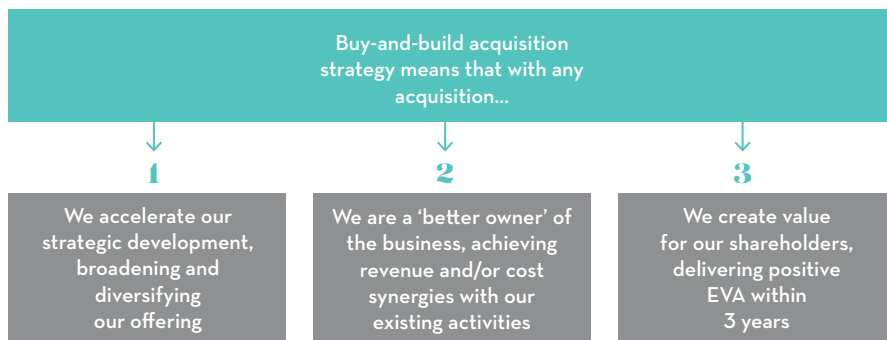 Buy-and-build acquisition
strategy means that with any
acquisition...
1
We accelerate our
strategic development,
broadening and
diversifying
our offering
2
We are a ‘better owner’ of
the business, achieving
revenue and/or cost
synergies with our
existing activities
3
We create value
for our shareholders,
delivering positive
EVA within
3 years